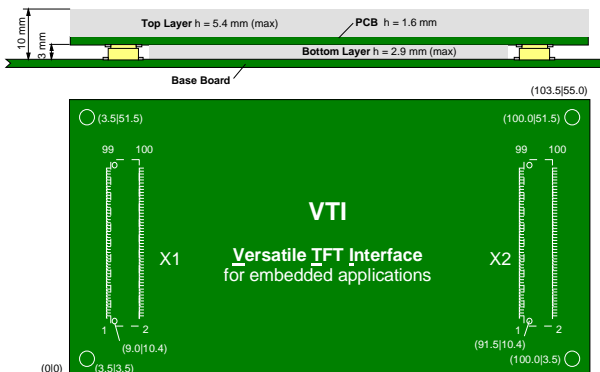 10 mm
3 mm
Top Layer h = 5.4 mm (max)
PCB h = 1.6 mm
Bottom Layer h = 2.9 mm (max)
Base Board
(103.5|55.0)
(3.5|51.5)
(100.0|51.5)
99 100
99 100
VTI
X1
Versatile TFT Interface
X2
for embedded applications
1 2
1 2
(9.0|10.4)
(91.5|10.4)
(0|0)
(3.5|3.5)
(100.0|3.5)